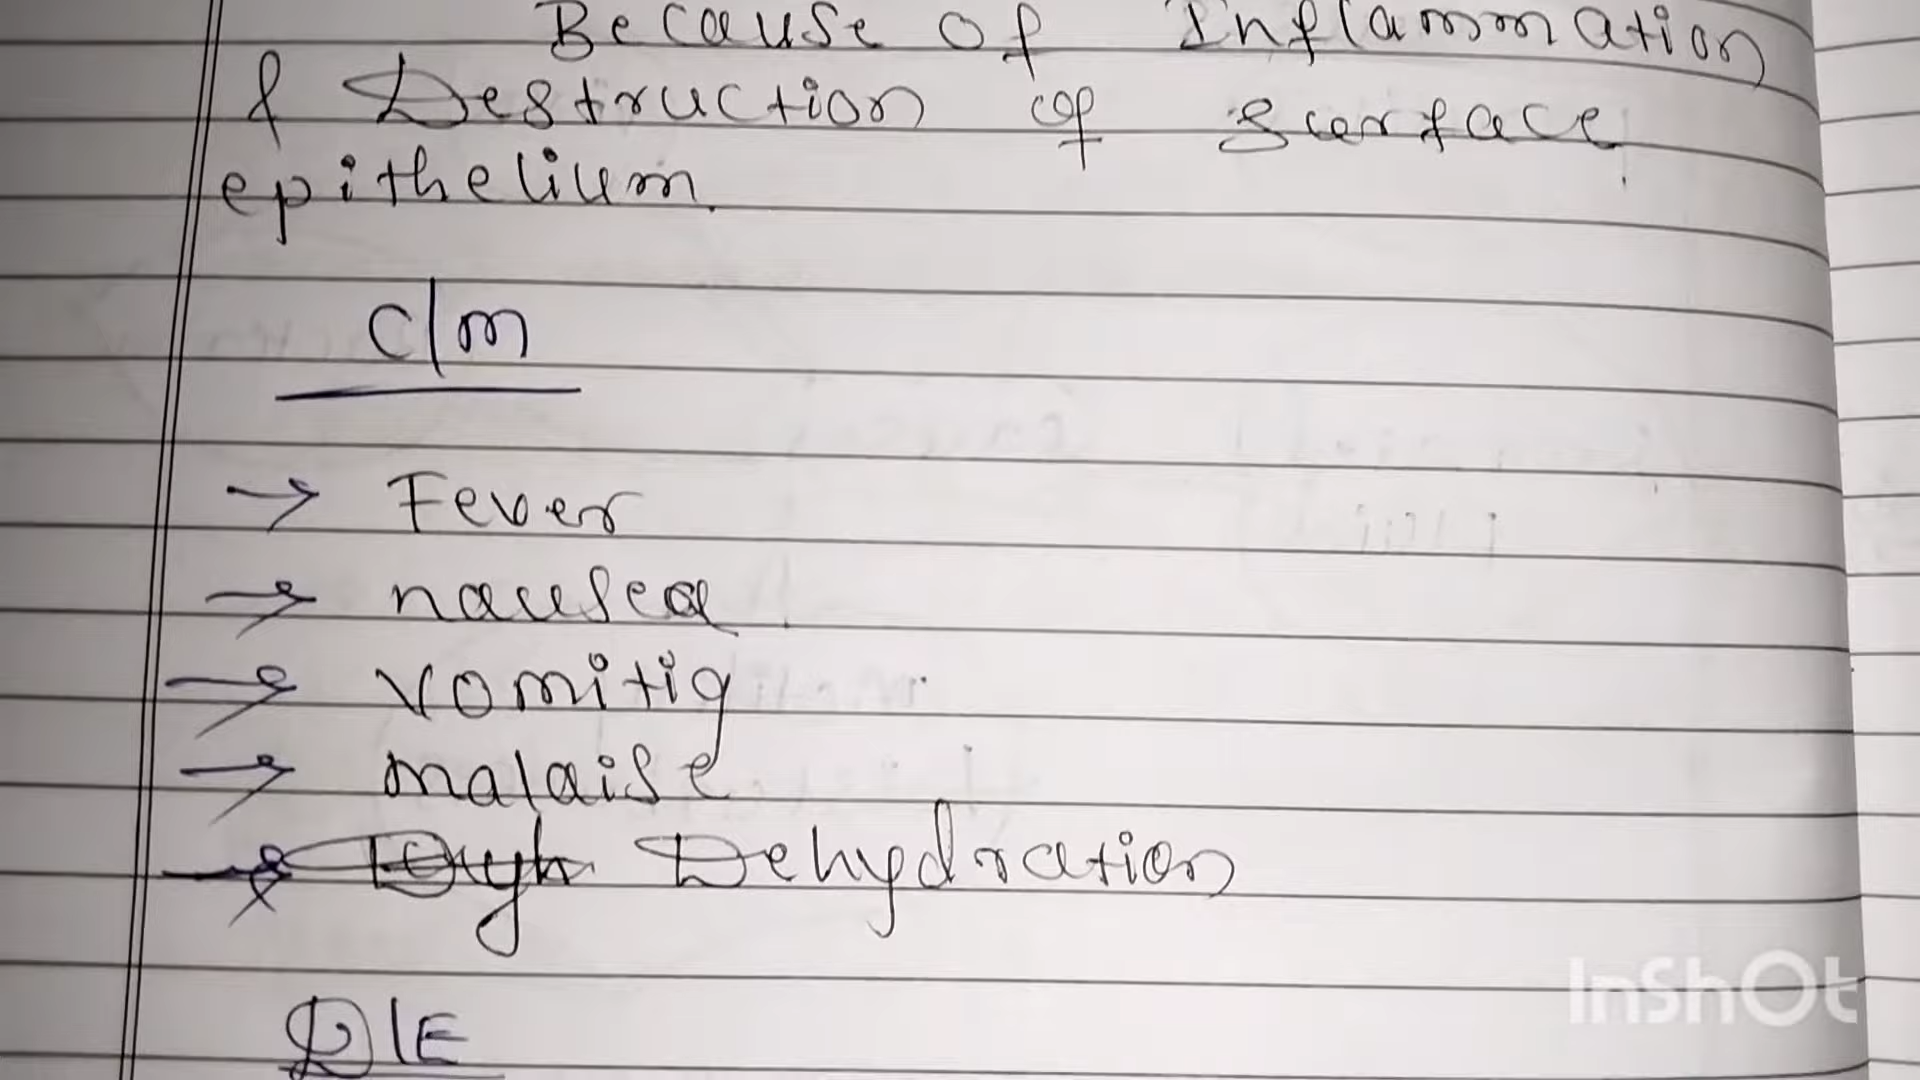 Because of Inflammation
& Destruction of surface
epithelium.
C/m
→ Fever
→ nausea
→ vomitig
→ malaise
→ Dehydration
D/E
InShOt